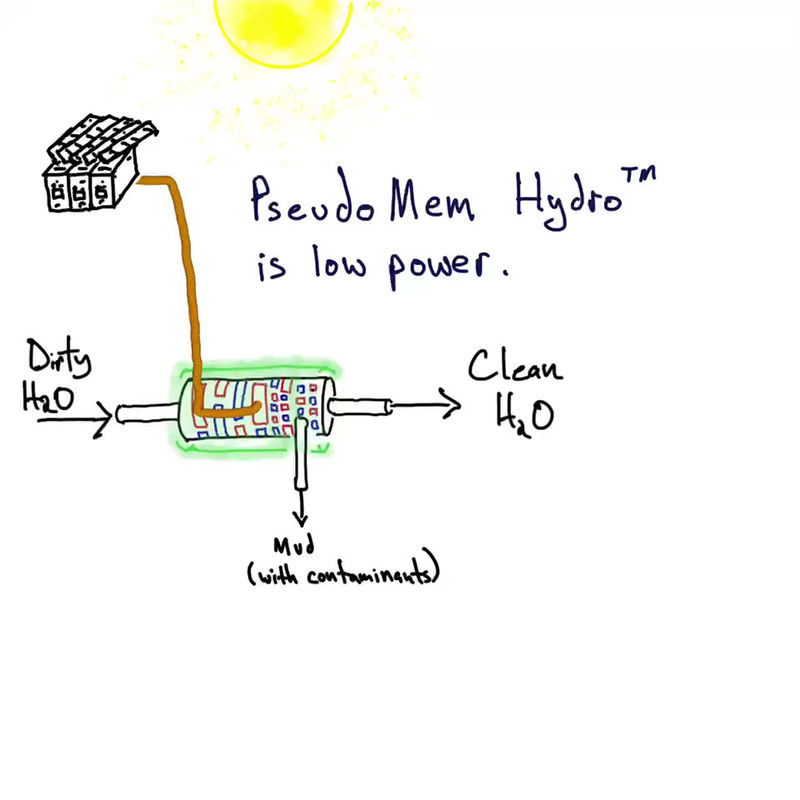 PseudoMem Hydro™
is low power.
Dirty
H₂O
Clean
H₂O
Mud
(with contaminants)